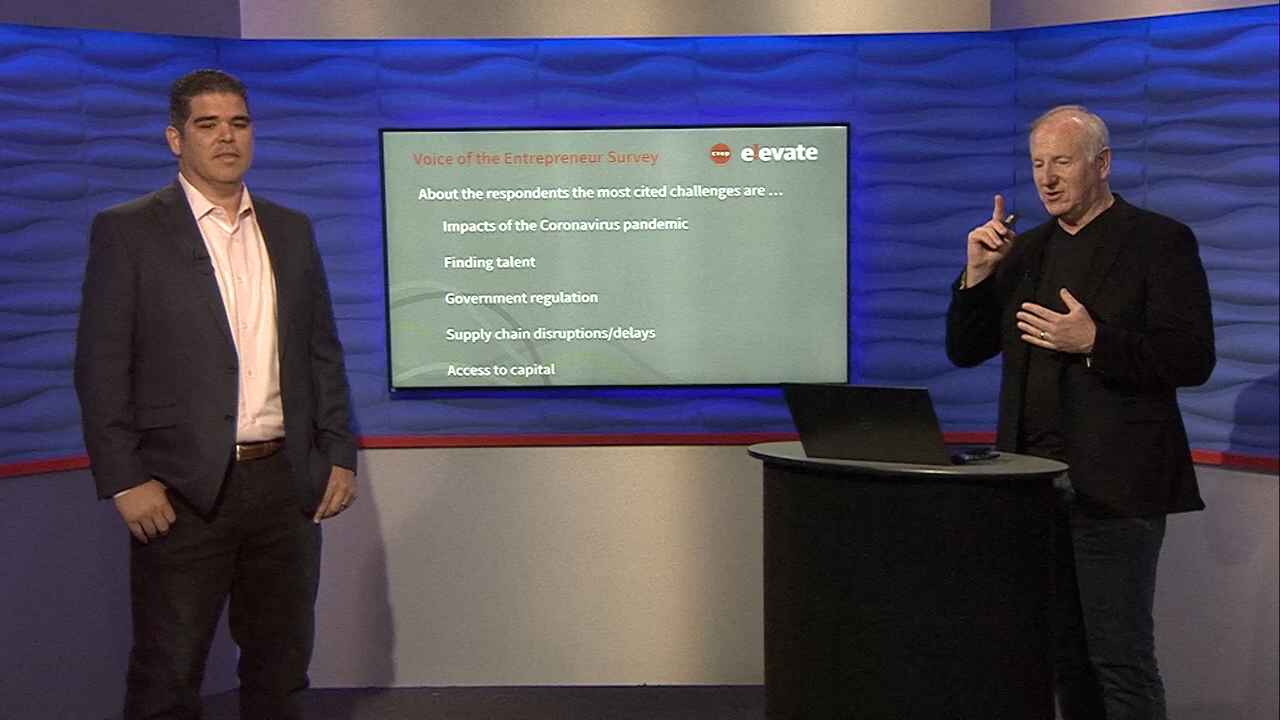 Voice of the Entrepreneur Survey
cvep elevate
About the respondents the most cited challenges are ...
Impacts of the Coronavirus pandemic
Finding talent
Government regulation
Supply chain disruptions/delays
Access to capital